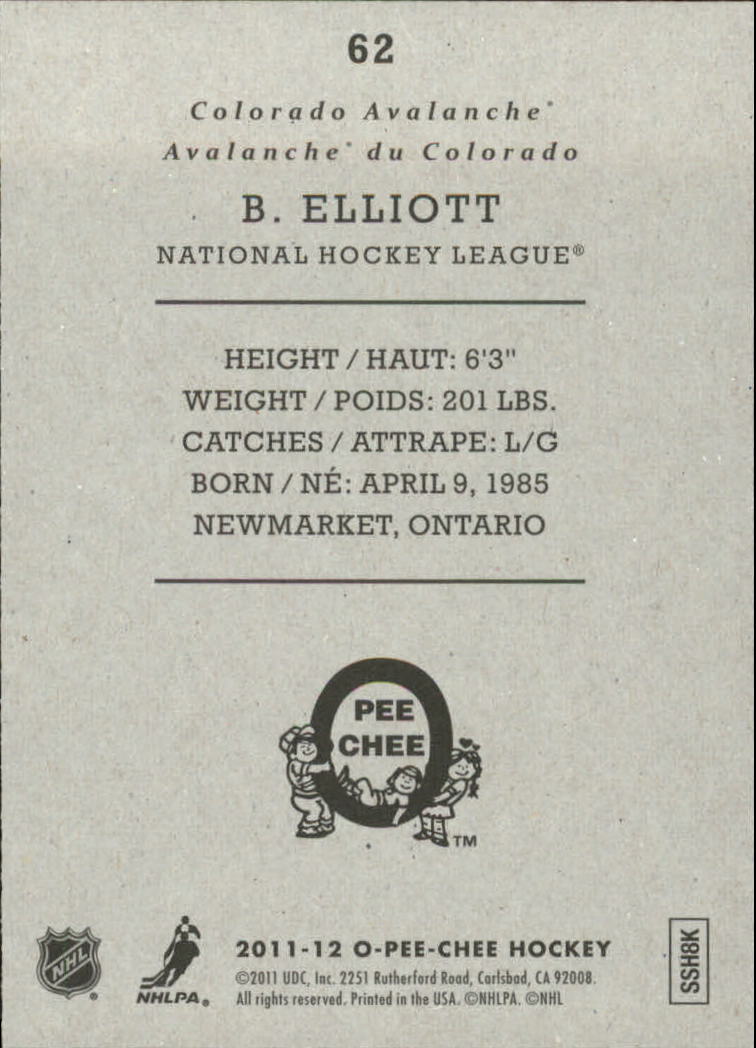 62
Colorado Avalanche*
Avalanche* du Colorado
B. ELLIOTT
NATIONAL HOCKEY LEAGUE®
HEIGHT / HAUT: 6'3"
WEIGHT / POIDS: 201 LBS.
CATCHES / ATTRAPE: L/G
BORN / NÉ: APRIL 9, 1985
NEWMARKET, ONTARIO
O
PEE
CHEE
TM
NHL
NHLPA®
2011-12 O-PEE-CHEE HOCKEY
©2011 UDC, Inc. 2251 Rutherford Road, Carlsbad, CA 92008.
All rights reserved. Printed in the USA. ©NHLPA. ©NHL
SSH8K